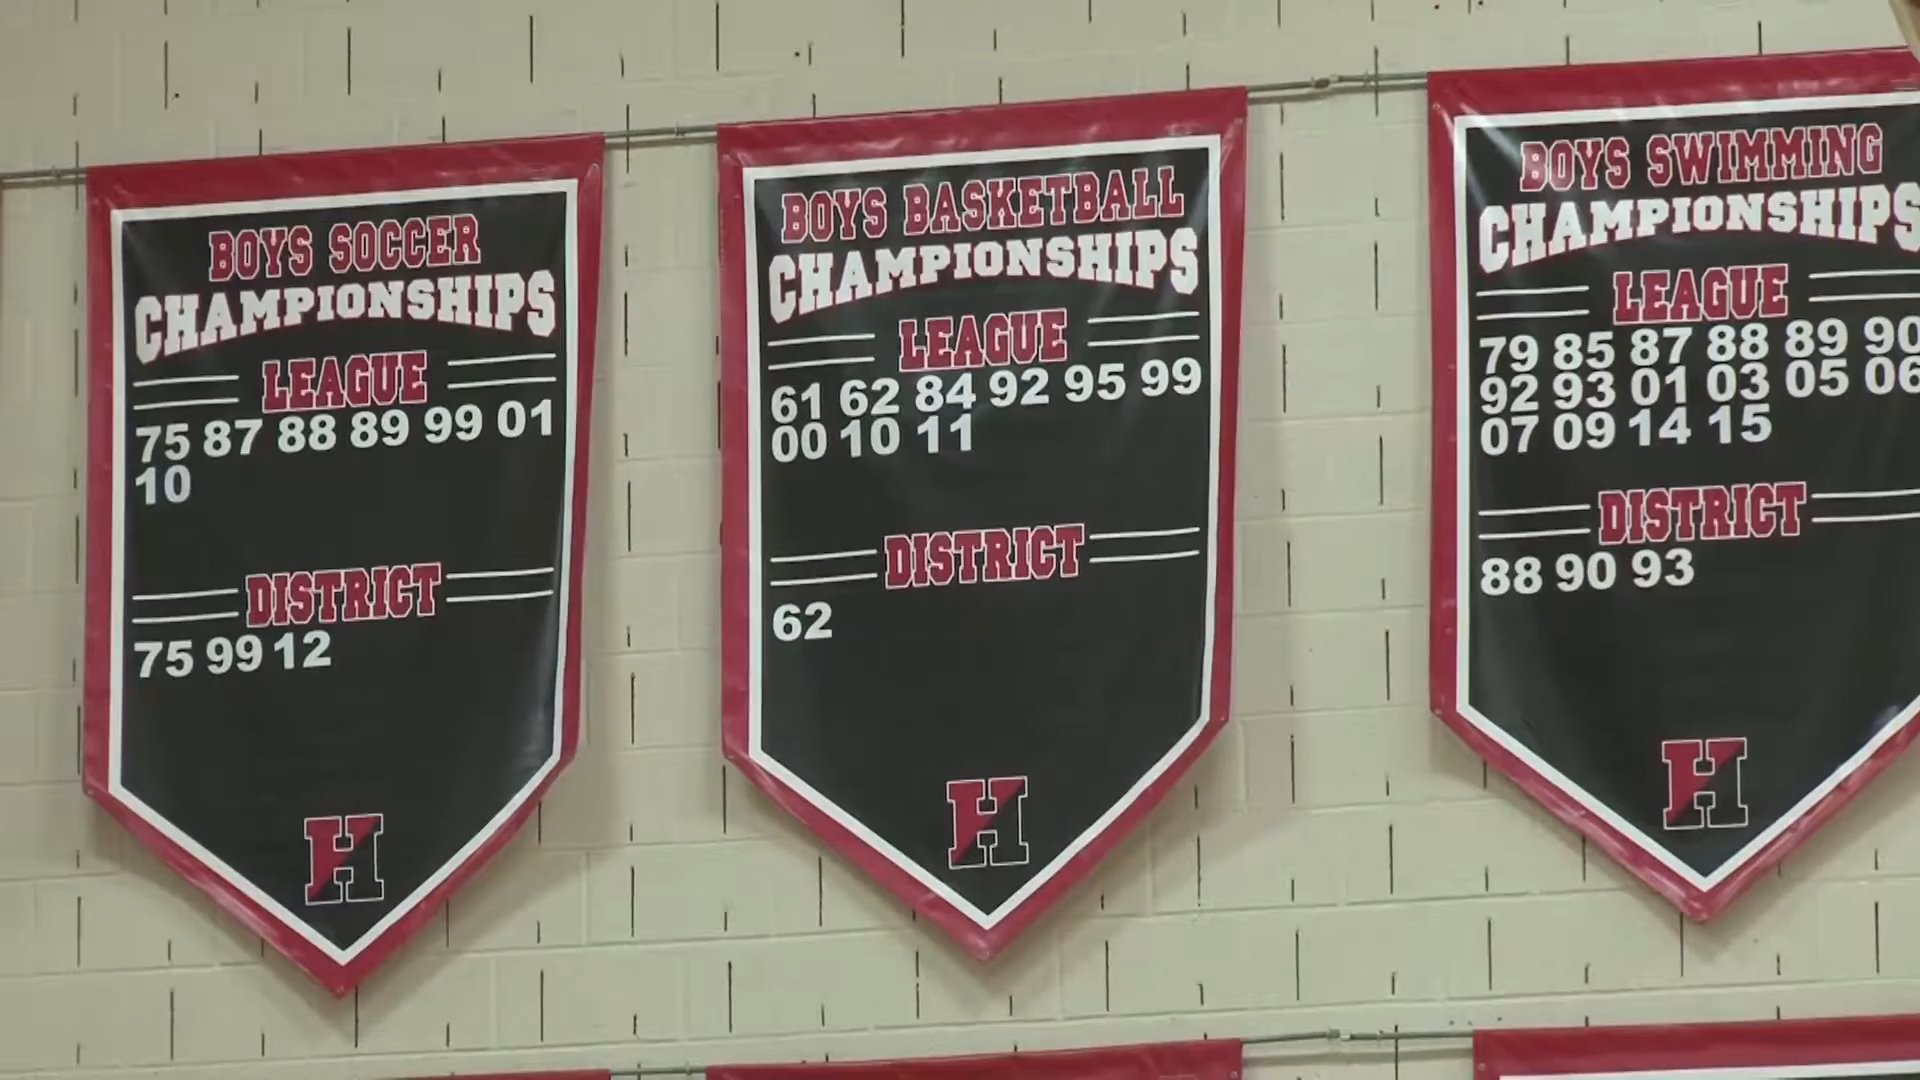 BOYS SOCCER
CHAMPIONSHIPS
LEAGUE
75 87 88 89 99 01
10
DISTRICT
75 99 12
H
BOYS BASKETBALL
CHAMPIONSHIPS
LEAGUE
61 62 84 92 95 99
00 10 11
DISTRICT
62
H
BOYS SWIMMING
CHAMPIONSHIPS
LEAGUE
79 85 87 88 89 90
92 93 01 03 05 06
07 09 14 15
DISTRICT
88 90 93
H